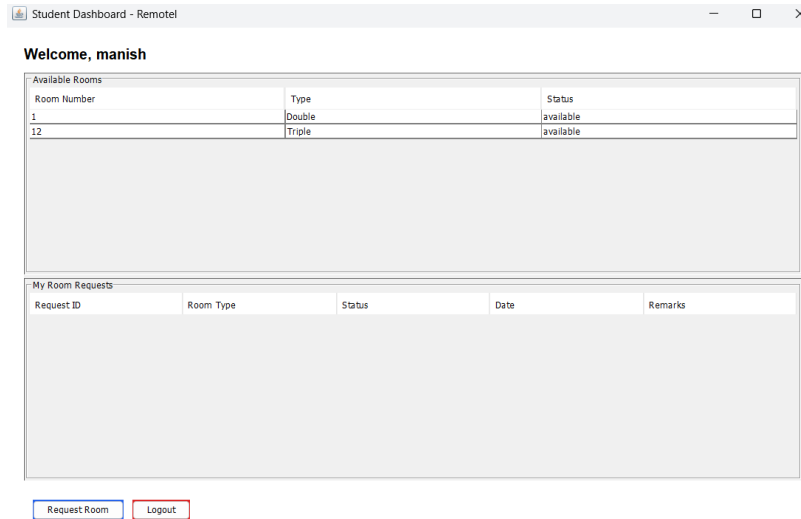 Student Dashboard - Remotel
Welcome, manish
Available Rooms
Room Number Type Status
1 Double available
12 Triple available
My Room Requests
Request ID Room Type Status Date Remarks
Request Room Logout